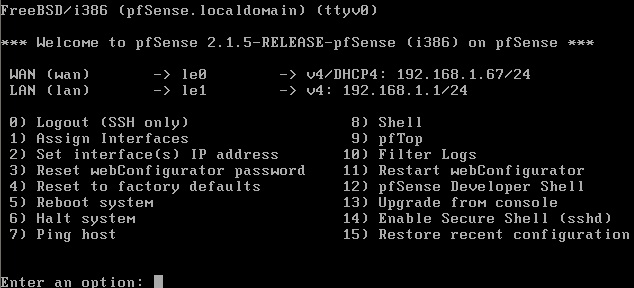 FreeBSD/i386 (pfSense.localdomain) (ttyv0)
*** Welcome to pfSense 2.1.5-RELEASE-pfSense (i386) on pfSense ***
WAN (wan) -> le0 -> v4/DHCP4: 192.168.1.67/24
LAN (lan) -> le1 -> v4: 192.168.1.1/24
0) Logout (SSH only) 8) Shell
1) Assign Interfaces 9) pfTop
2) Set interface(s) IP address 10) Filter Logs
3) Reset webConfigurator password 11) Restart webConfigurator
4) Reset to factory defaults 12) pfSense Developer Shell
5) Reboot system 13) Upgrade from console
6) Halt system 14) Enable Secure Shell (sshd)
7) Ping host 15) Restore recent configuration
Enter an option: